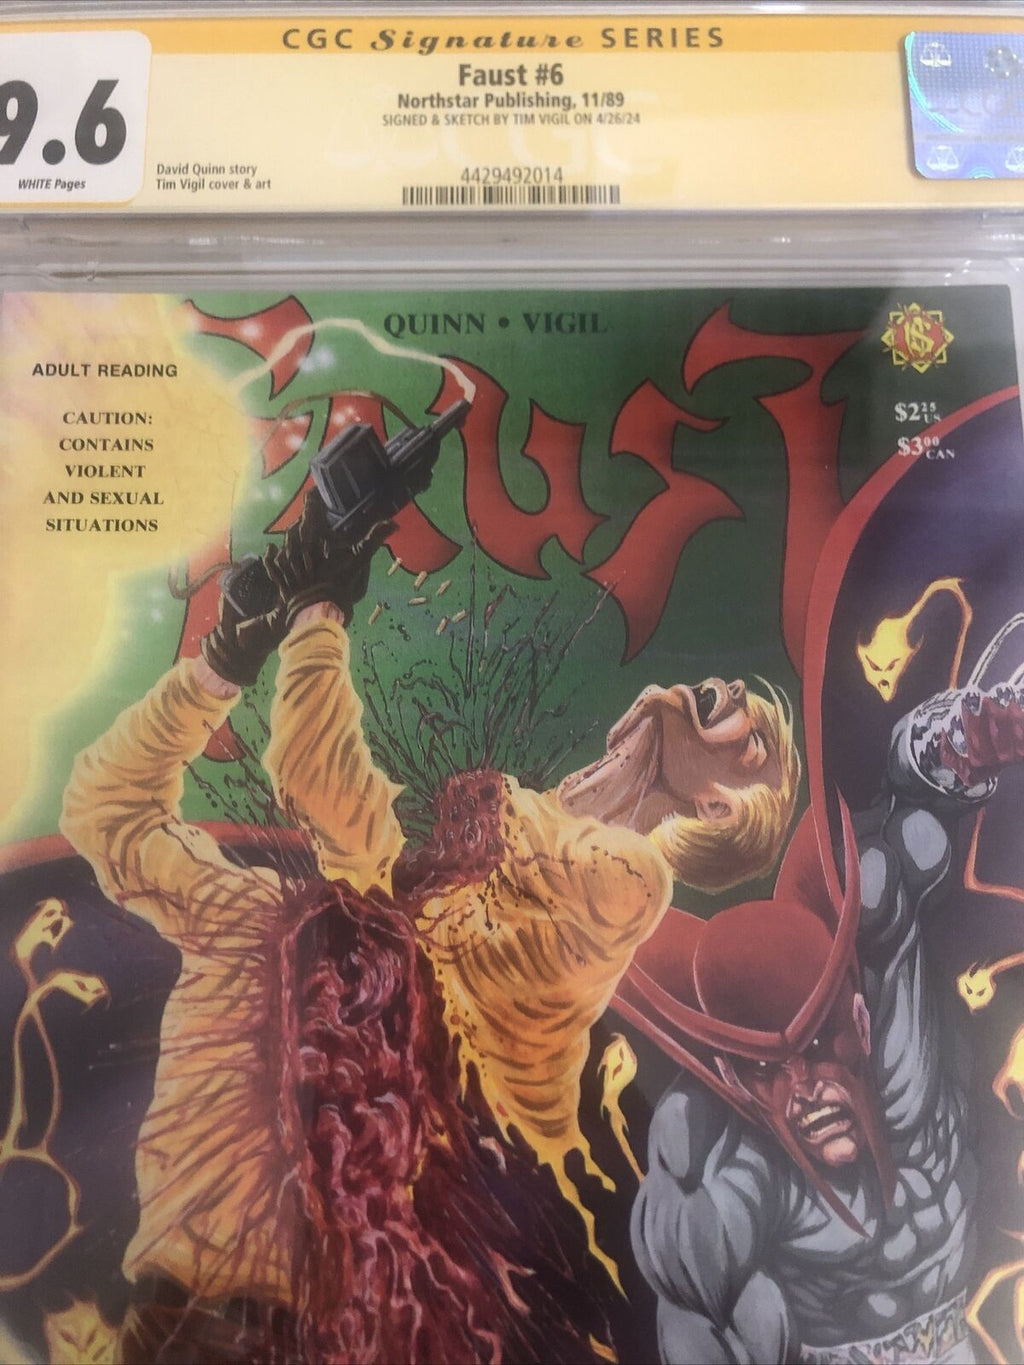 CGC Signature SERIES
9.6
WHITE Pages
Faust #6
Northstar Publishing, 11/89
SIGNED & SKETCH BY TIM VIGIL ON 4/26/24
David Quinn story
Tim Vigil cover & art
4429492014
QUINN • VIGIL
FAUST
ADULT READING
CAUTION:
CONTAINS
VIOLENT
AND SEXUAL
SITUATIONS
$2.25 US
$3.00 CAN